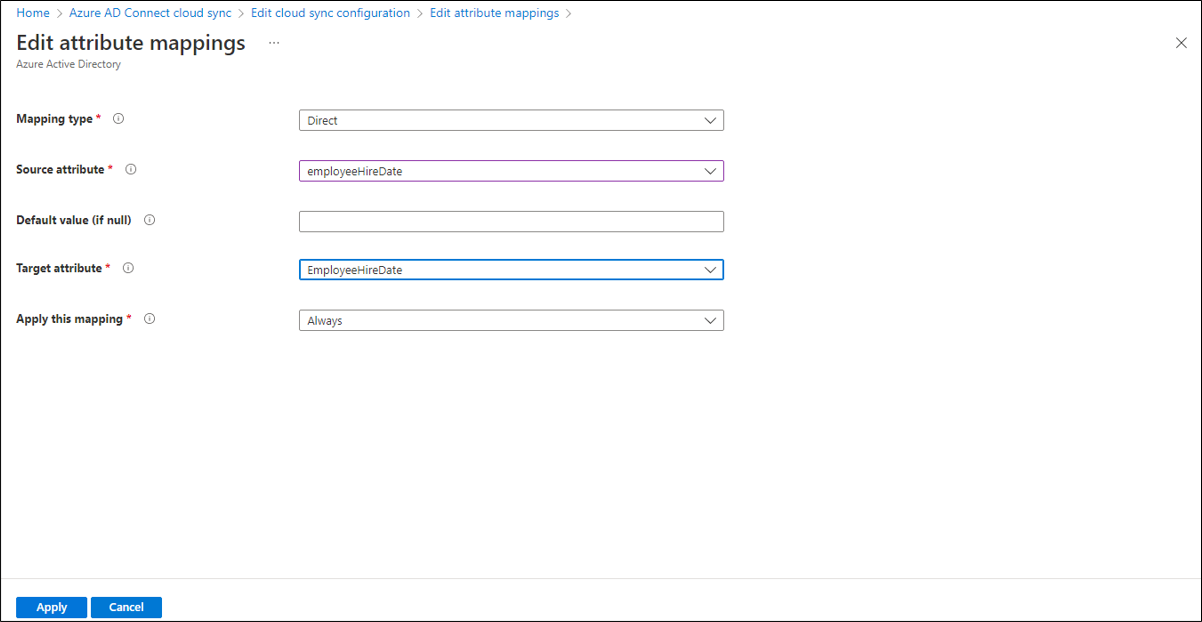 Home > Azure AD Connect cloud sync > Edit cloud sync configuration > Edit attribute mappings >
Edit attribute mappings ...
Azure Active Directory
Mapping type * Direct
Source attribute * employeeHireDate
Default value (if null)
Target attribute * EmployeeHireDate
Apply this mapping * Always
Apply Cancel